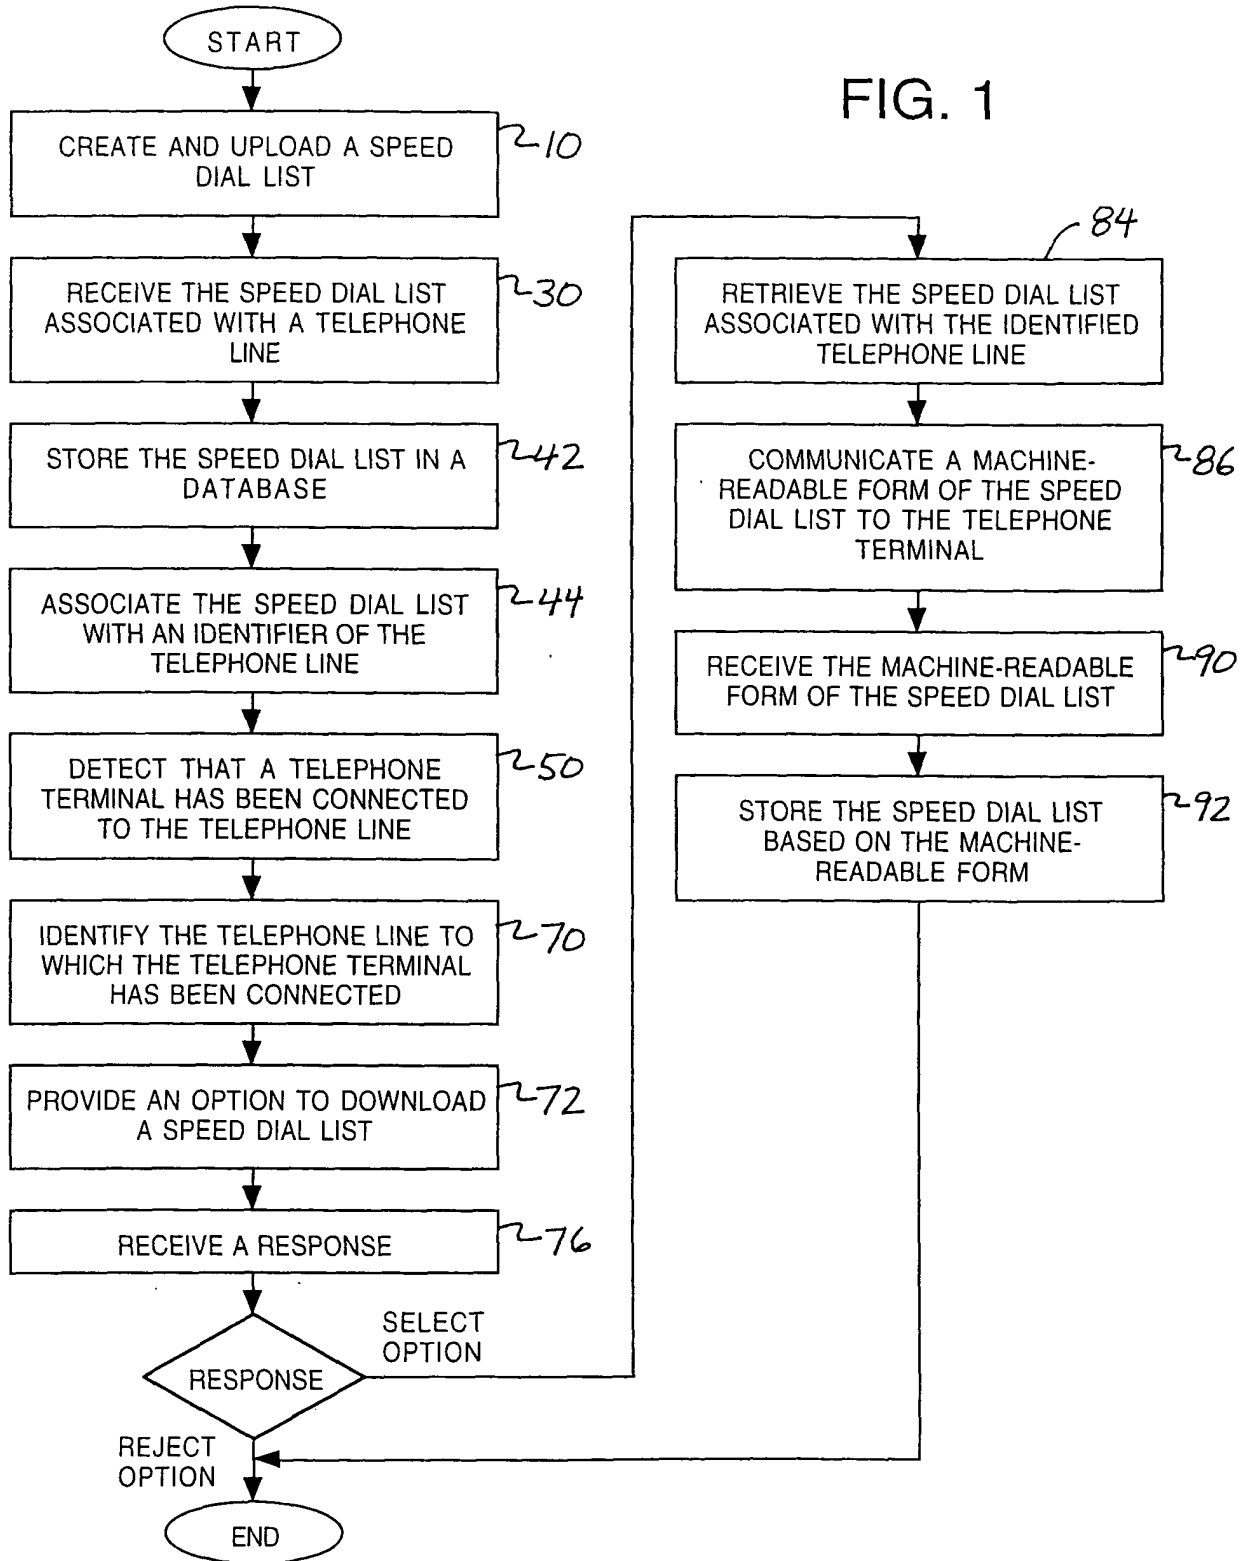 START
FIG. 1
CREATE AND UPLOAD A SPEED
DIAL LIST
10
RECEIVE THE SPEED DIAL LIST
ASSOCIATED WITH A TELEPHONE
LINE
30
STORE THE SPEED DIAL LIST IN A
DATABASE
42
ASSOCIATE THE SPEED DIAL LIST
WITH AN IDENTIFIER OF THE
TELEPHONE LINE
44
DETECT THAT A TELEPHONE
TERMINAL HAS BEEN CONNECTED
TO THE TELEPHONE LINE
50
IDENTIFY THE TELEPHONE LINE TO
WHICH THE TELEPHONE TERMINAL
HAS BEEN CONNECTED
70
PROVIDE AN OPTION TO DOWNLOAD
A SPEED DIAL LIST
72
RECEIVE A RESPONSE
76
RESPONSE
SELECT
OPTION
REJECT
OPTION
END
84
RETRIEVE THE SPEED DIAL LIST
ASSOCIATED WITH THE IDENTIFIED
TELEPHONE LINE
COMMUNICATE A MACHINE-
READABLE FORM OF THE SPEED
DIAL LIST TO THE TELEPHONE
TERMINAL
86
RECEIVE THE MACHINE-READABLE
FORM OF THE SPEED DIAL LIST
90
STORE THE SPEED DIAL LIST
BASED ON THE MACHINE-
READABLE FORM
92